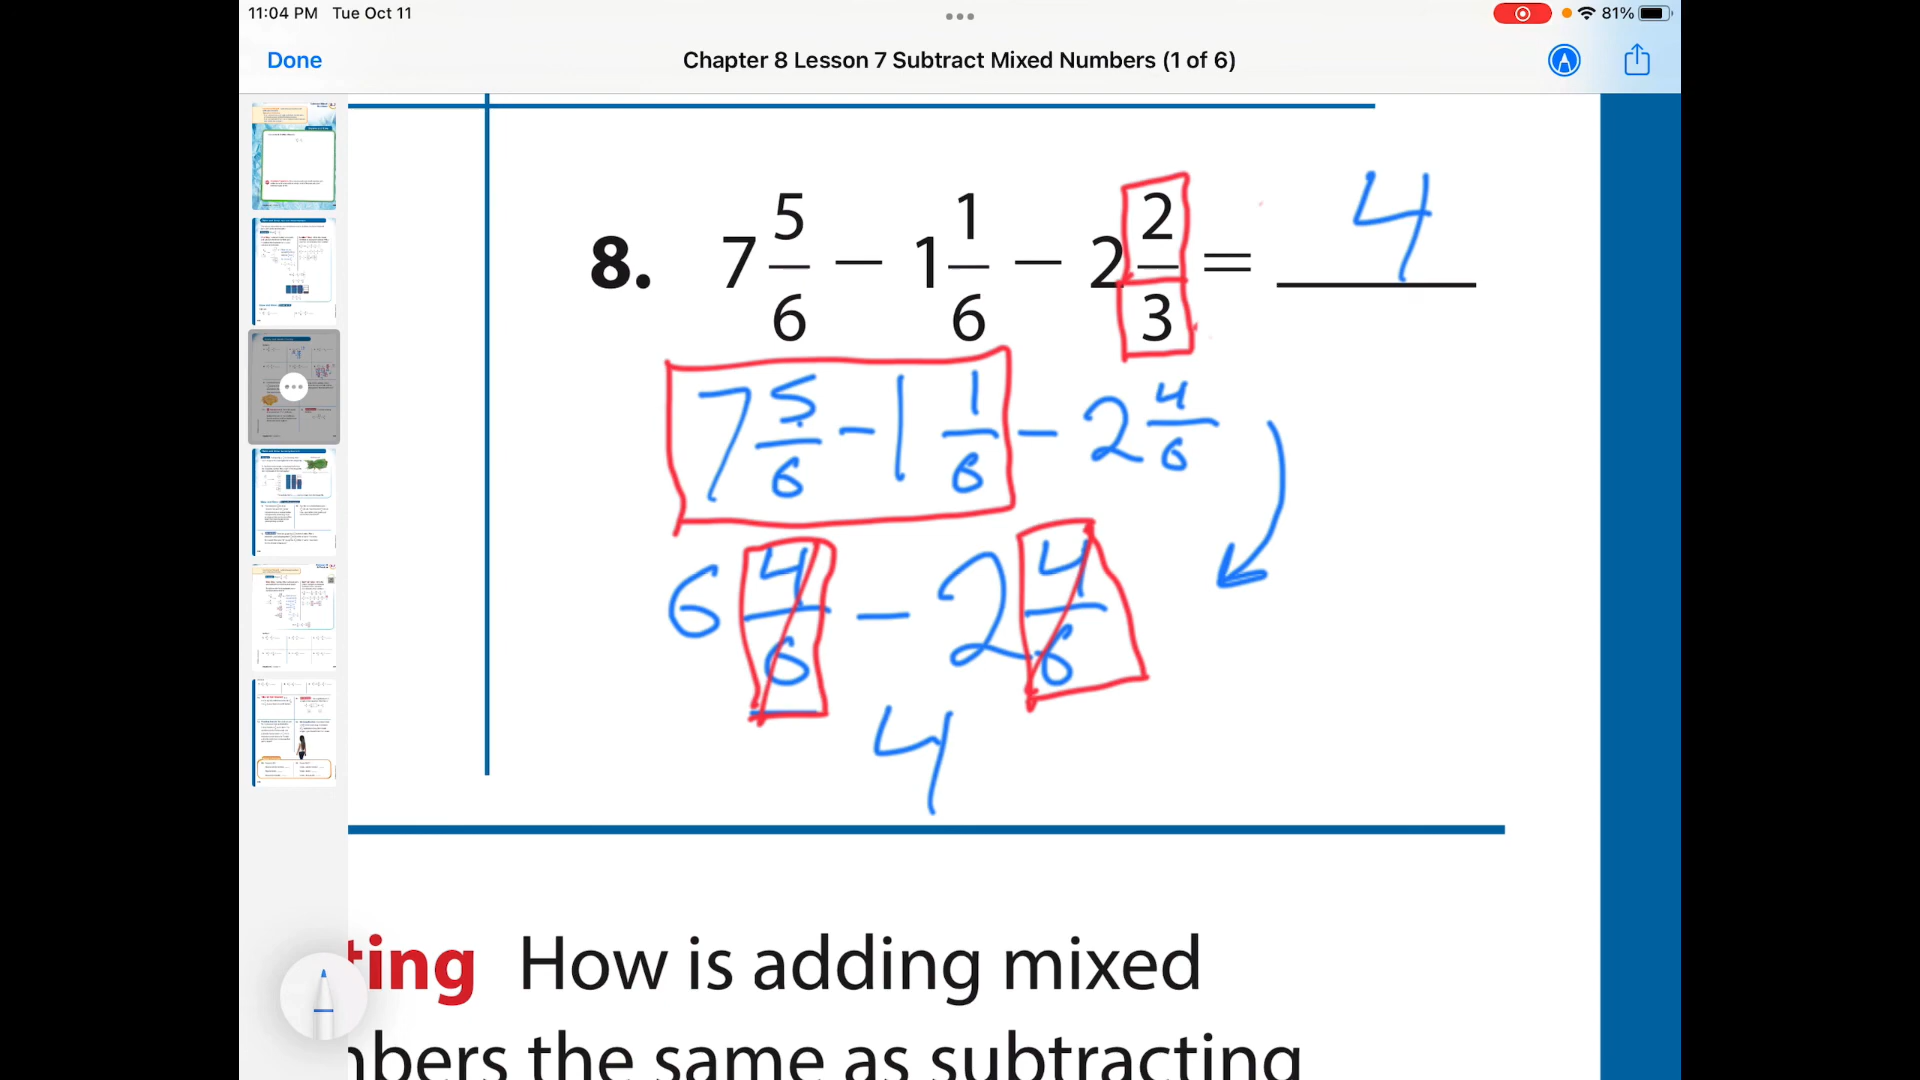 11:04 PM Tue Oct 11
81%
Done
Chapter 8 Lesson 7 Subtract Mixed Numbers (1 of 6)
8. 7 5/6 − 1 1/6 − 2 2/3 = 4
7 5/6 − 1 1/6 − 2 4/6
6 4/6 − 2 4/6
4
ting How is adding mixed
nbers the same as subtracting